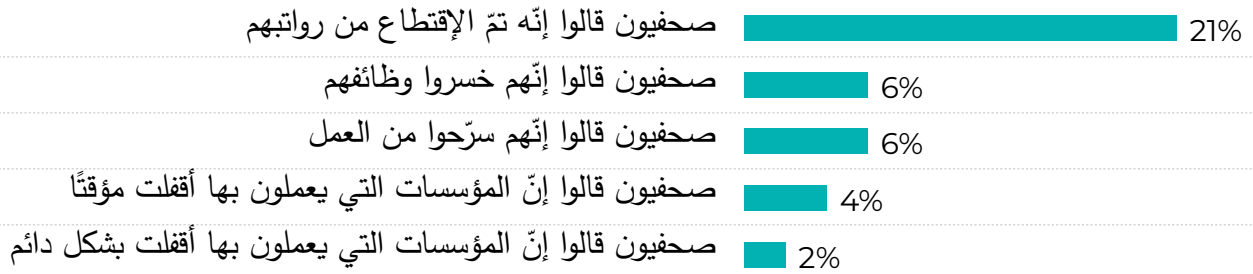 صحفيون قالوا إنّه تمّ الإقتطاع من رواتبهم 21%
صحفيون قالوا إنّهم خسروا وظائفهم 6%
صحفيون قالوا إنّهم سرّحوا من العمل 6%
صحفيون قالوا إنّ المؤسسات التي يعملون بها أقفلت مؤقتًا 4%
صحفيون قالوا إنّ المؤسسات التي يعملون بها أقفلت بشكل دائم 2%